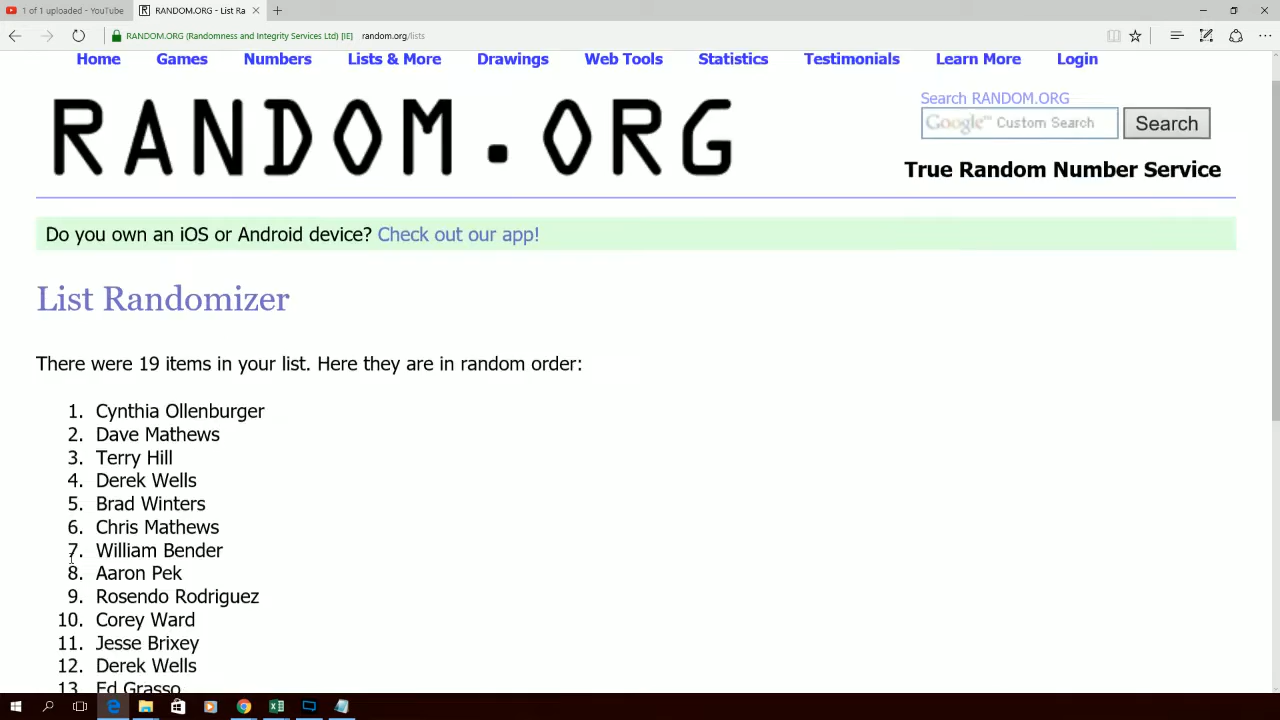 1 of 1 uploaded - YouTube
RANDOM.ORG - List Ra
RANDOM.ORG (Randomness and Integrity Services Ltd) [IE] random.org/lists
Home Games Numbers Lists & More Drawings Web Tools Statistics Testimonials Learn More Login
RANDOM.ORG
Search RANDOM.ORG
Google™ Custom Search Search
True Random Number Service
Do you own an iOS or Android device? Check out our app!
List Randomizer
There were 19 items in your list. Here they are in random order:
1. Cynthia Ollenburger
2. Dave Mathews
3. Terry Hill
4. Derek Wells
5. Brad Winters
6. Chris Mathews
7. William Bender
8. Aaron Pek
9. Rosendo Rodriguez
10. Corey Ward
11. Jesse Brixey
12. Derek Wells
13. Ed Grasso